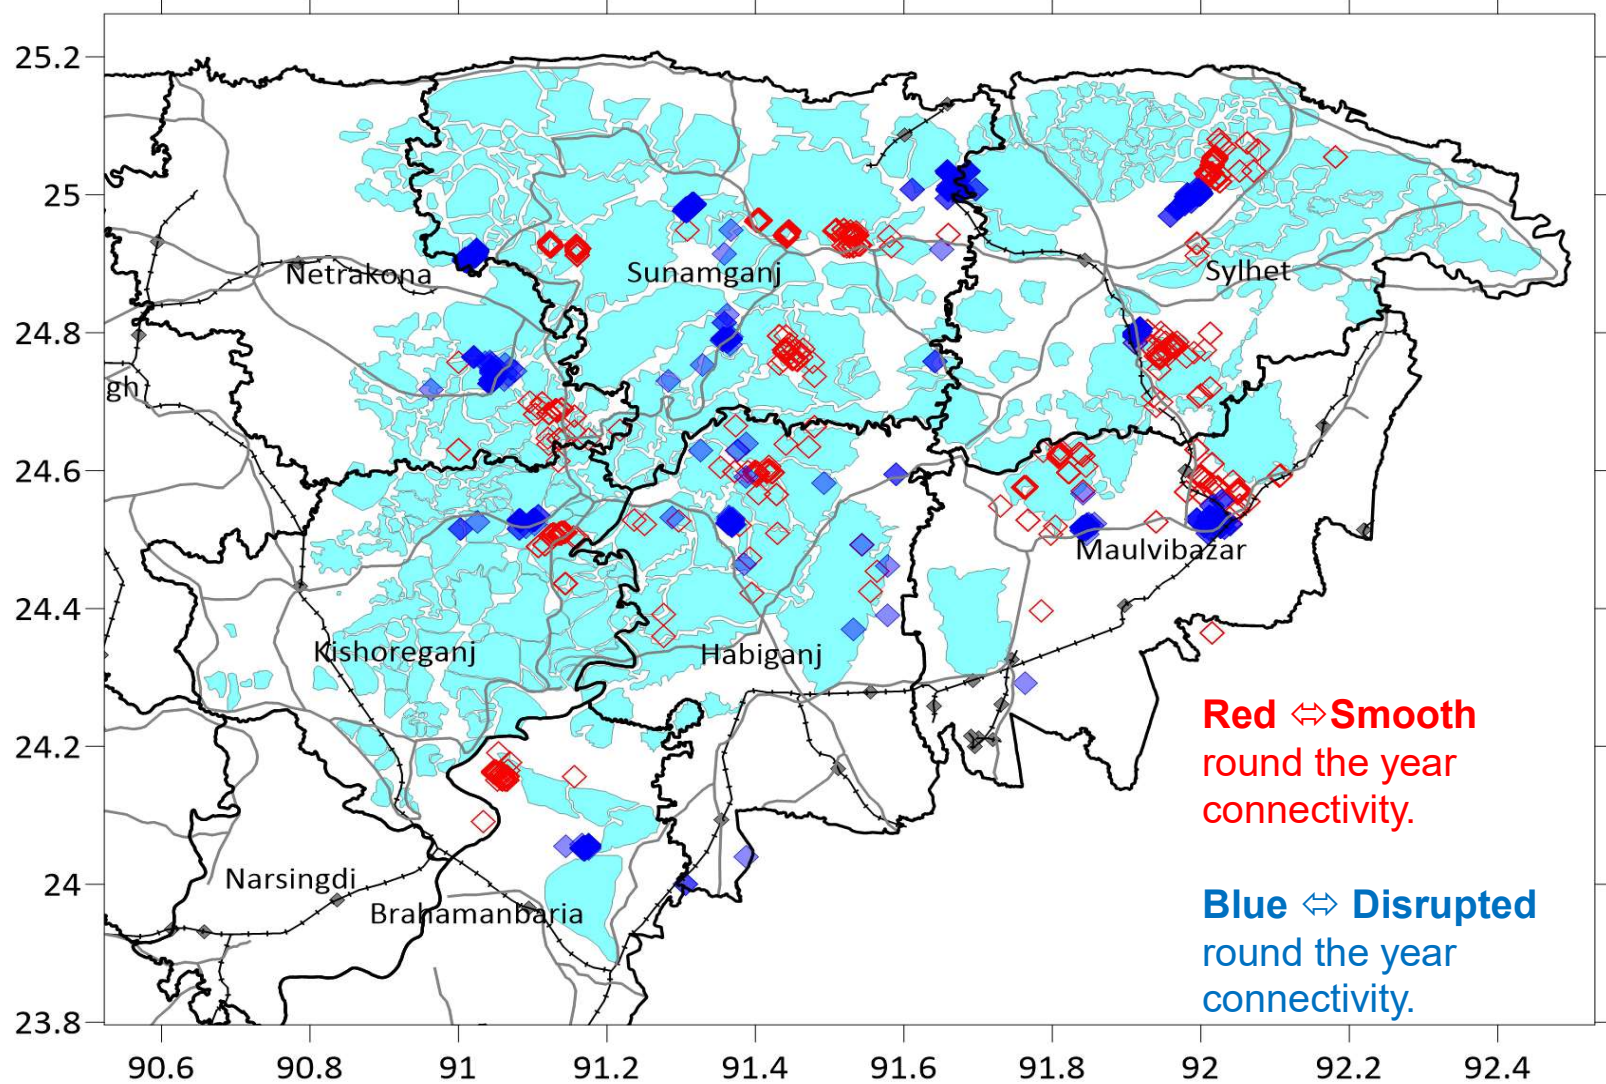 25.2
25
24.8
24.6
24.4
24.2
24
23.8
90.6
90.8
91
91.2
91.4
91.6
91.8
92
92.2
92.4
Netrakona
Sunamganj
Sylhet
gh
Maulvibazar
Kishoreganj
Habiganj
Narsingdi
Brahamanbaria
Red ⇔Smooth
round the year
connectivity.
Blue ⇔ Disrupted
round the year
connectivity.